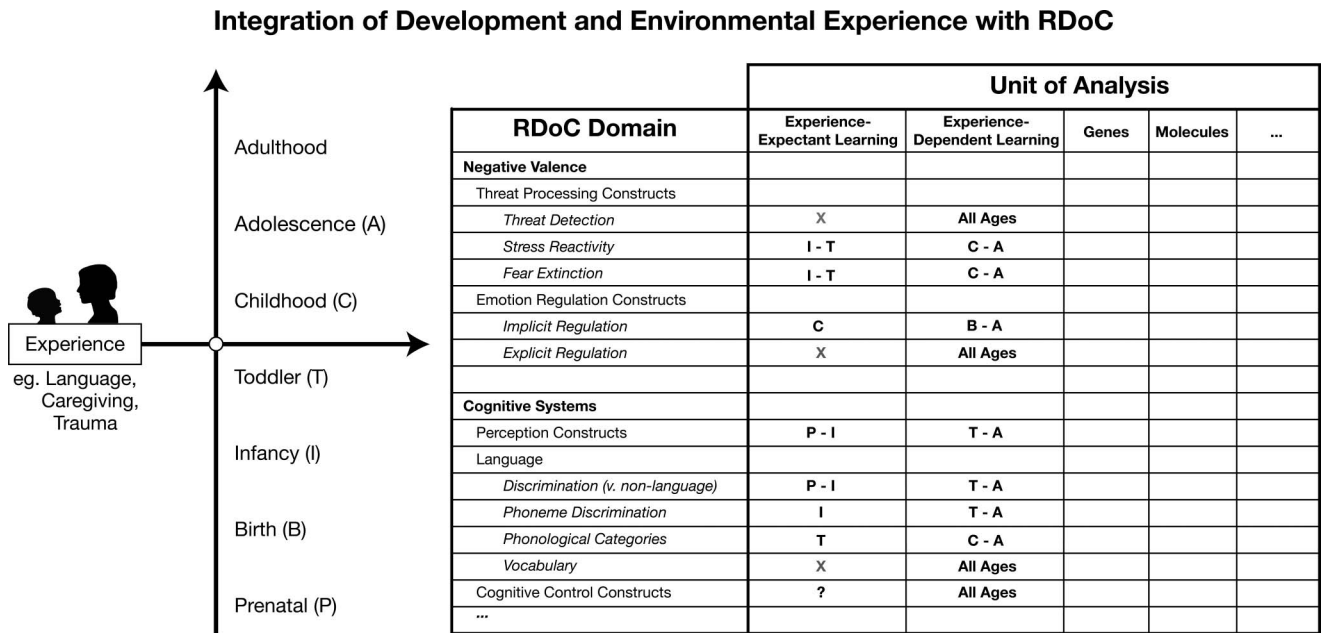 Integration of Development and Environmental Experience with RDoC
Adulthood
Adolescence (A)
Childhood (C)
Experience
eg. Language,
Caregiving,
Trauma
Toddler (T)
Infancy (I)
Birth (B)
Prenatal (P)
Unit of Analysis
RDoC Domain Experience-Expectant Learning Experience-Dependent Learning Genes Molecules ...
Negative Valence
Threat Processing Constructs
Threat Detection X All Ages
Stress Reactivity I - T C - A
Fear Extinction I - T C - A
Emotion Regulation Constructs
Implicit Regulation C B - A
Explicit Regulation X All Ages
Cognitive Systems
Perception Constructs P - I T - A
Language
Discrimination (v. non-language) P - I T - A
Phoneme Discrimination I T - A
Phonological Categories T C - A
Vocabulary X All Ages
Cognitive Control Constructs ? All Ages
...